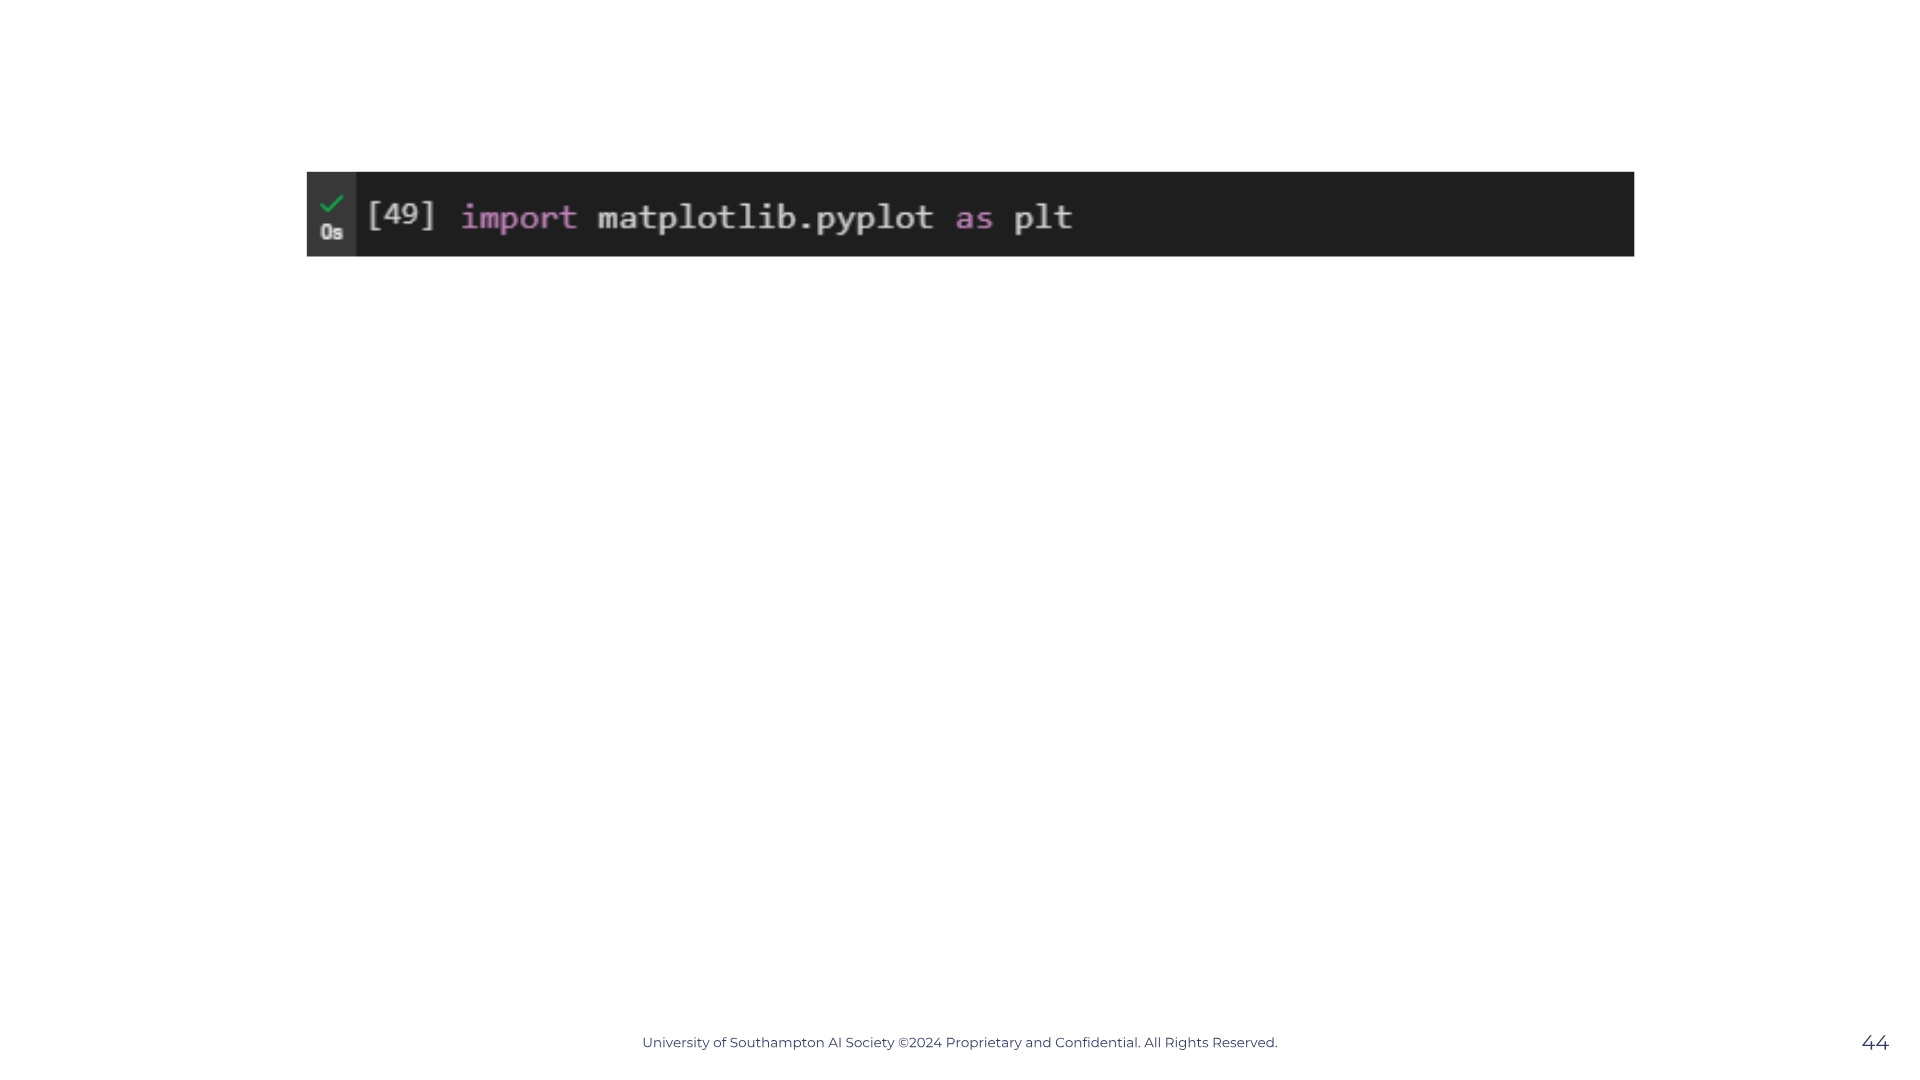 [49] import matplotlib.pyplot as plt
0s
University of Southampton AI Society ©2024 Proprietary and Confidential. All Rights Reserved.
44